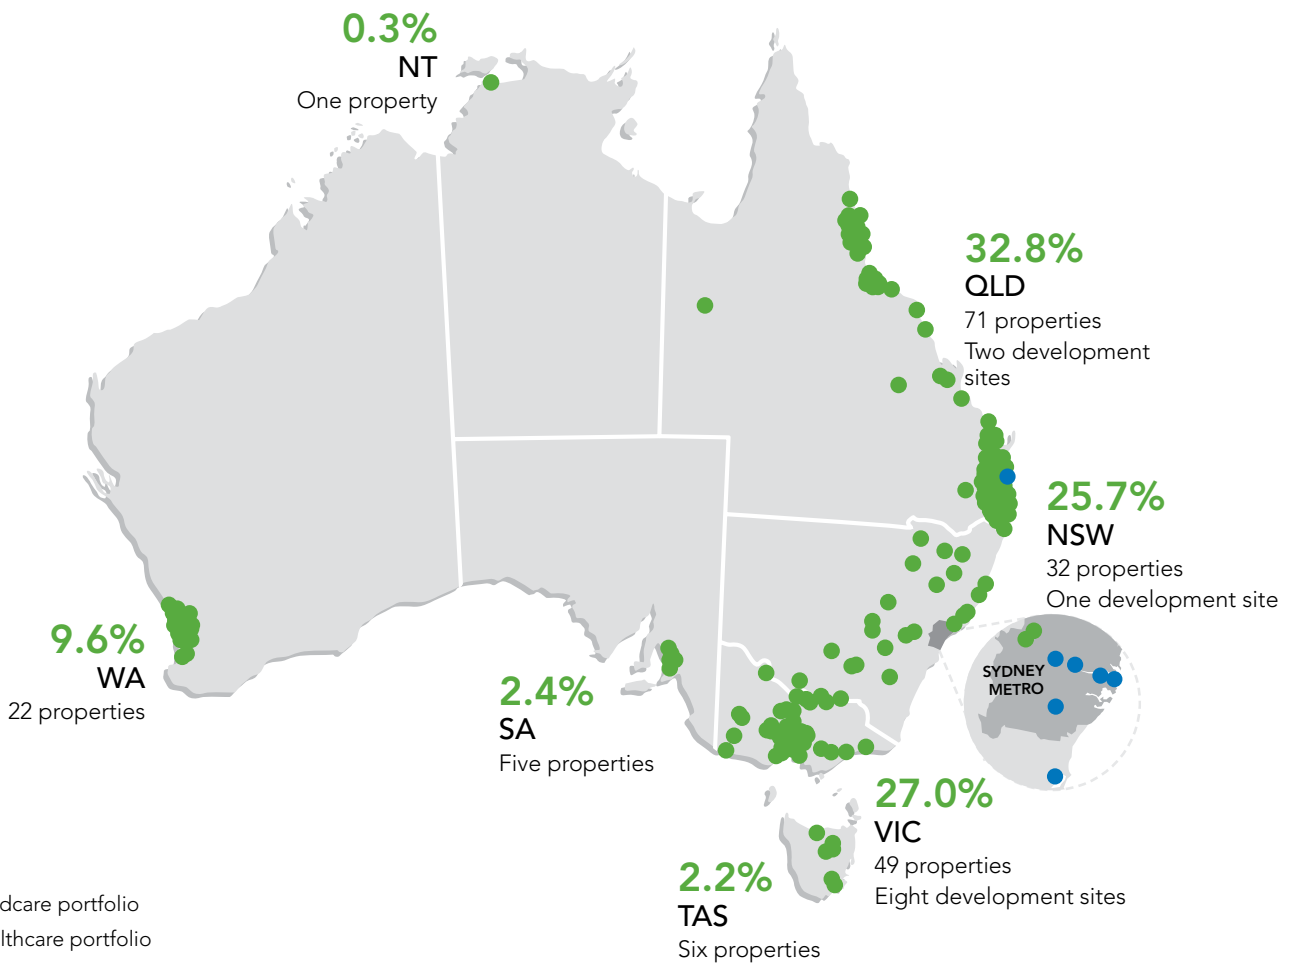 0.3%
NT
One property
32.8%
QLD
71 properties
Two development
sites
25.7%
NSW
32 properties
One development site
9.6%
WA
22 properties
SYDNEY
METRO
2.4%
SA
Five properties
27.0%
VIC
49 properties
Eight development sites
2.2%
TAS
Six properties
dcare portfolio
lthcare portfolio